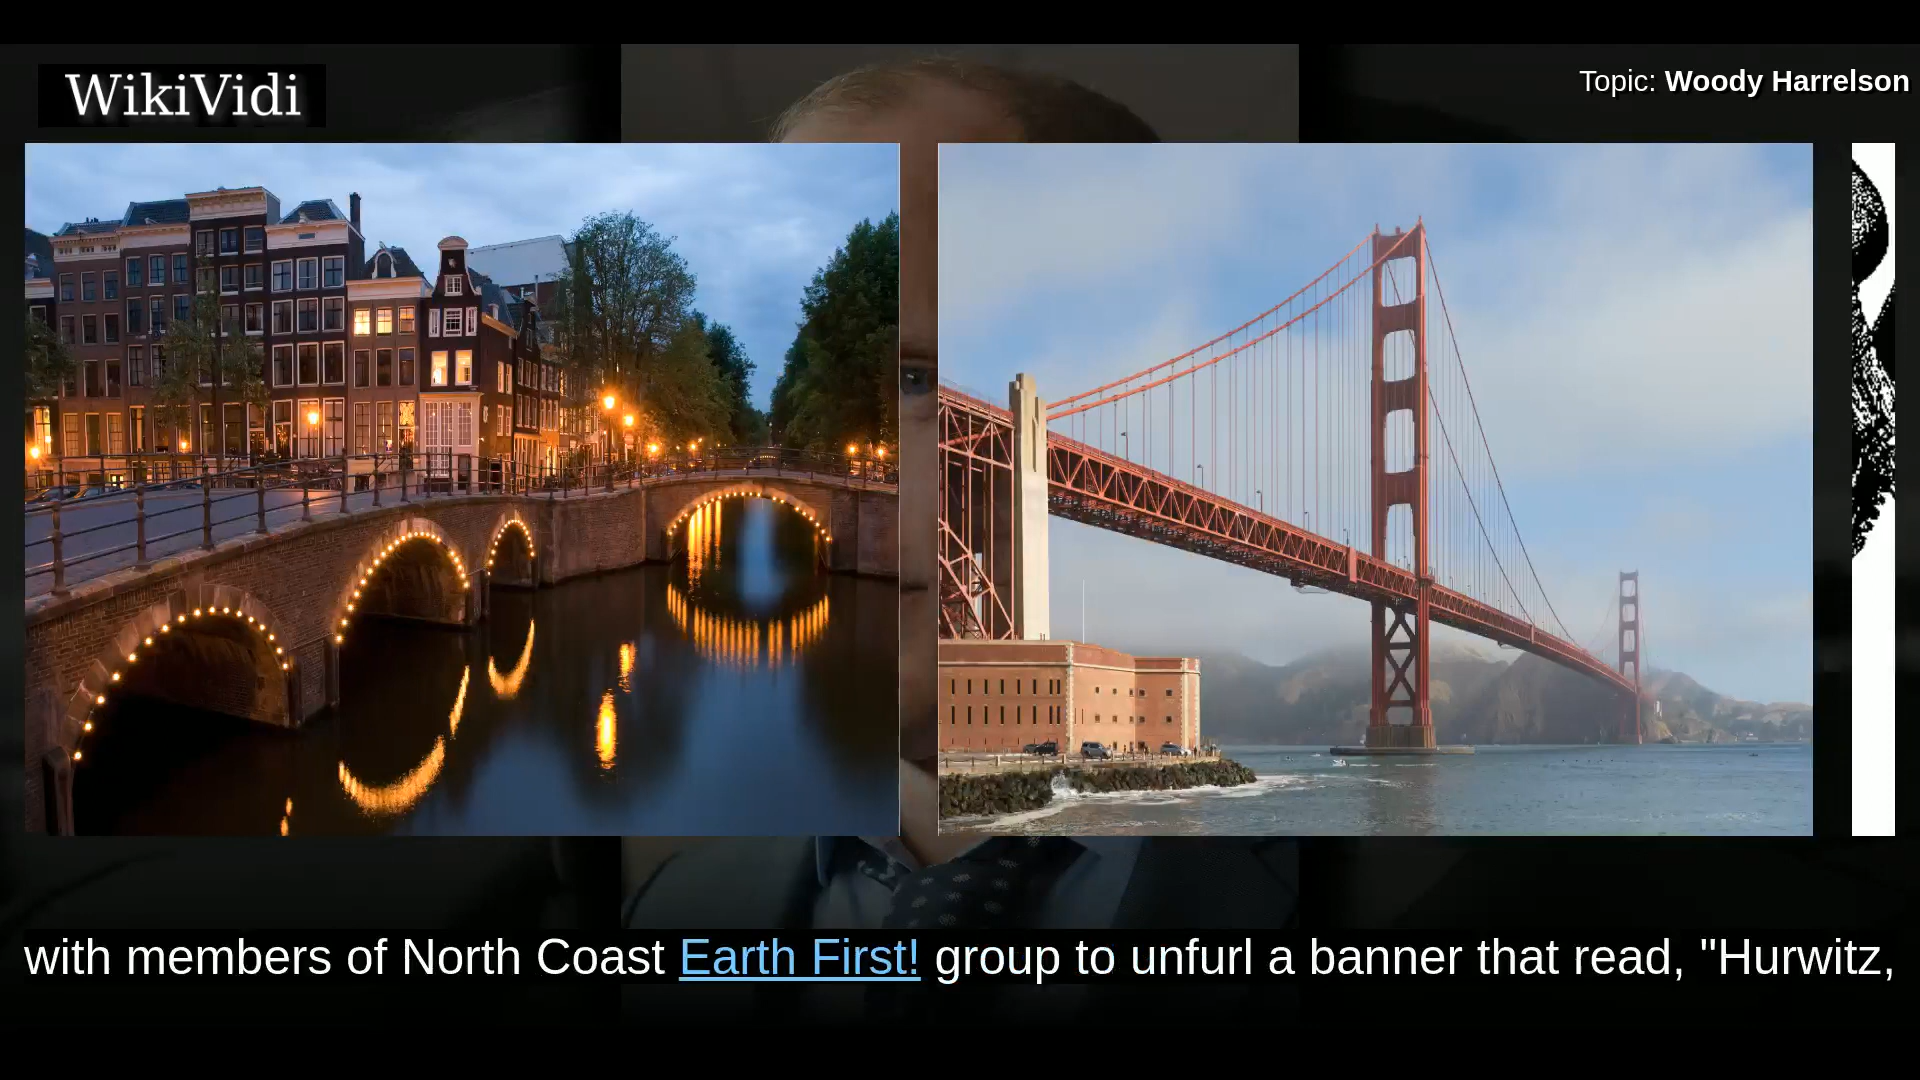 WikiVidi
Topic: Woody Harrelson
with members of North Coast Earth First! group to unfurl a banner that read, "Hurwitz,